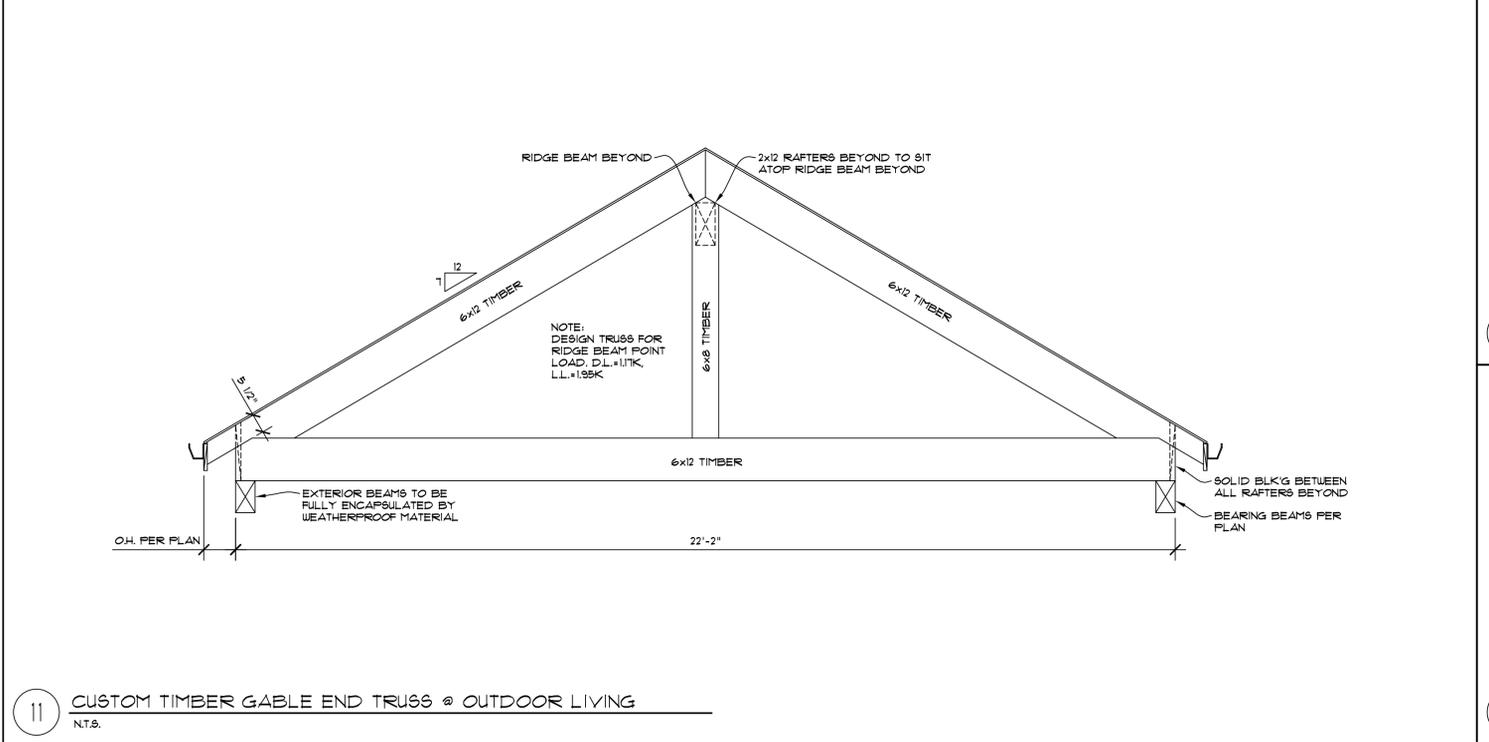 RIDGE BEAM BEYOND
2x12 RAFTERS BEYOND TO SIT
ATOP RIDGE BEAM BEYOND
12
7
6x12 TIMBER
6x12 TIMBER
NOTE:
DESIGN TRUSS FOR
RIDGE BEAM POINT
LOAD. D.L.=1.17K,
L.L.=1.95K
6x8 TIMBER
5 1/2"
6x12 TIMBER
EXTERIOR BEAMS TO BE
FULLY ENCAPSULATED BY
WEATHERPROOF MATERIAL
SOLID BLK'G BETWEEN
ALL RAFTERS BEYOND
BEARING BEAMS PER
PLAN
O.H. PER PLAN
22'-2"
11
CUSTOM TIMBER GABLE END TRUSS @ OUTDOOR LIVING
N.T.S.